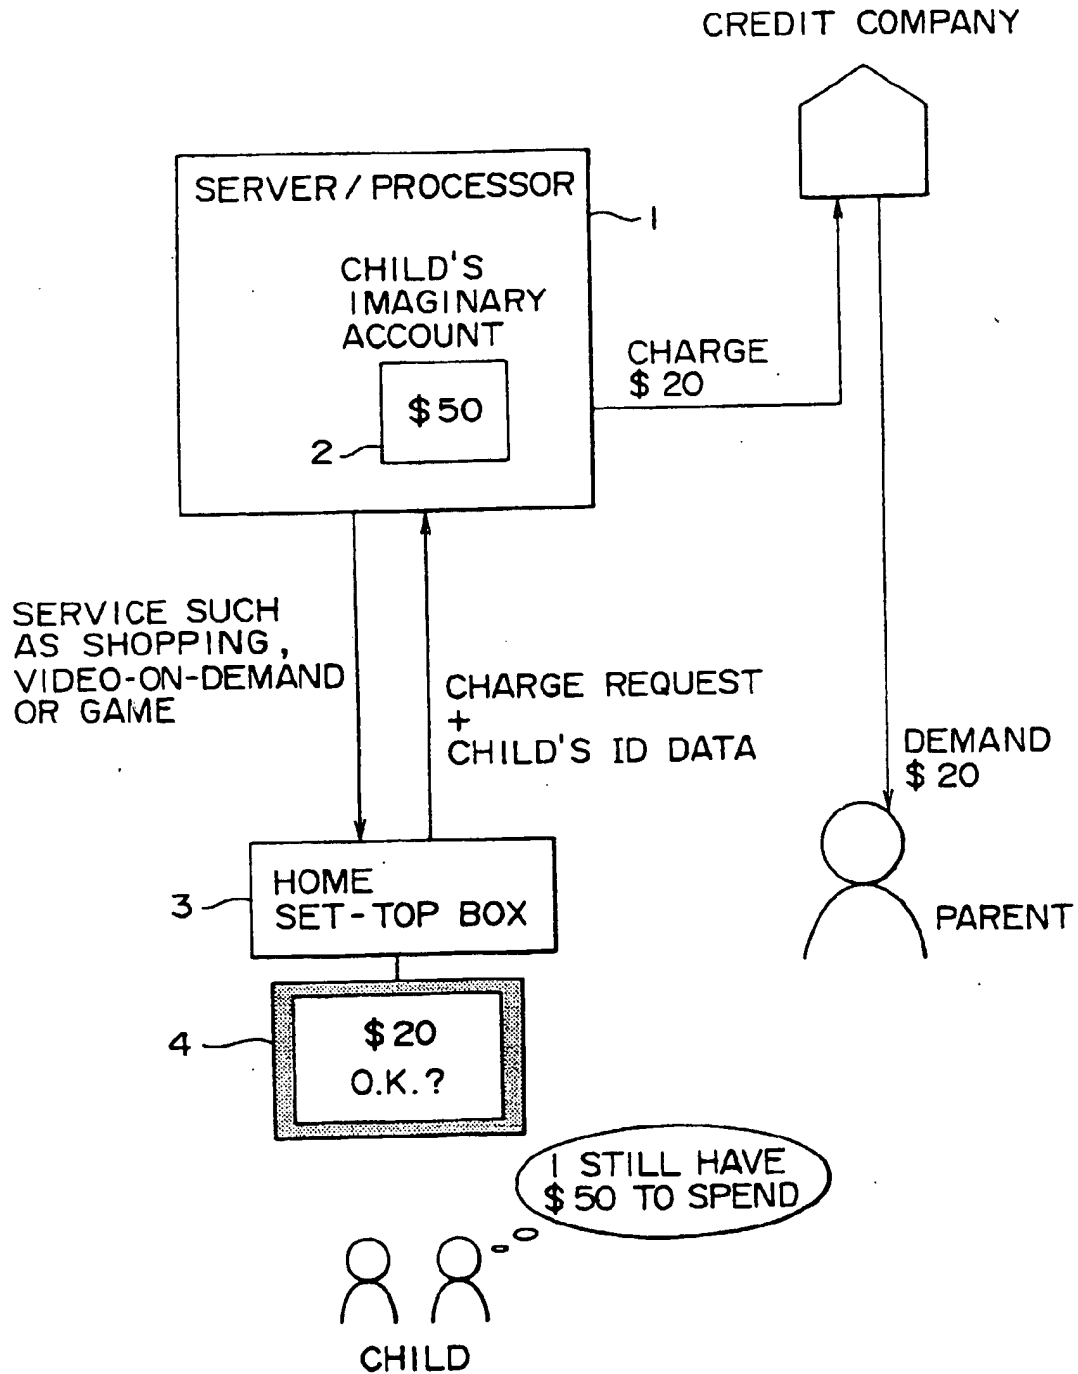 CREDIT COMPANY
SERVER / PROCESSOR
1
CHILD'S
IMAGINARY
ACCOUNT
$50
2
CHARGE
$20
SERVICE SUCH
AS SHOPPING,
VIDEO-ON-DEMAND
OR GAME
CHARGE REQUEST
+
CHILD'S ID DATA
DEMAND
$20
PARENT
HOME
SET-TOP BOX
3
$20
O.K.?
4
I STILL HAVE
$50 TO SPEND
CHILD